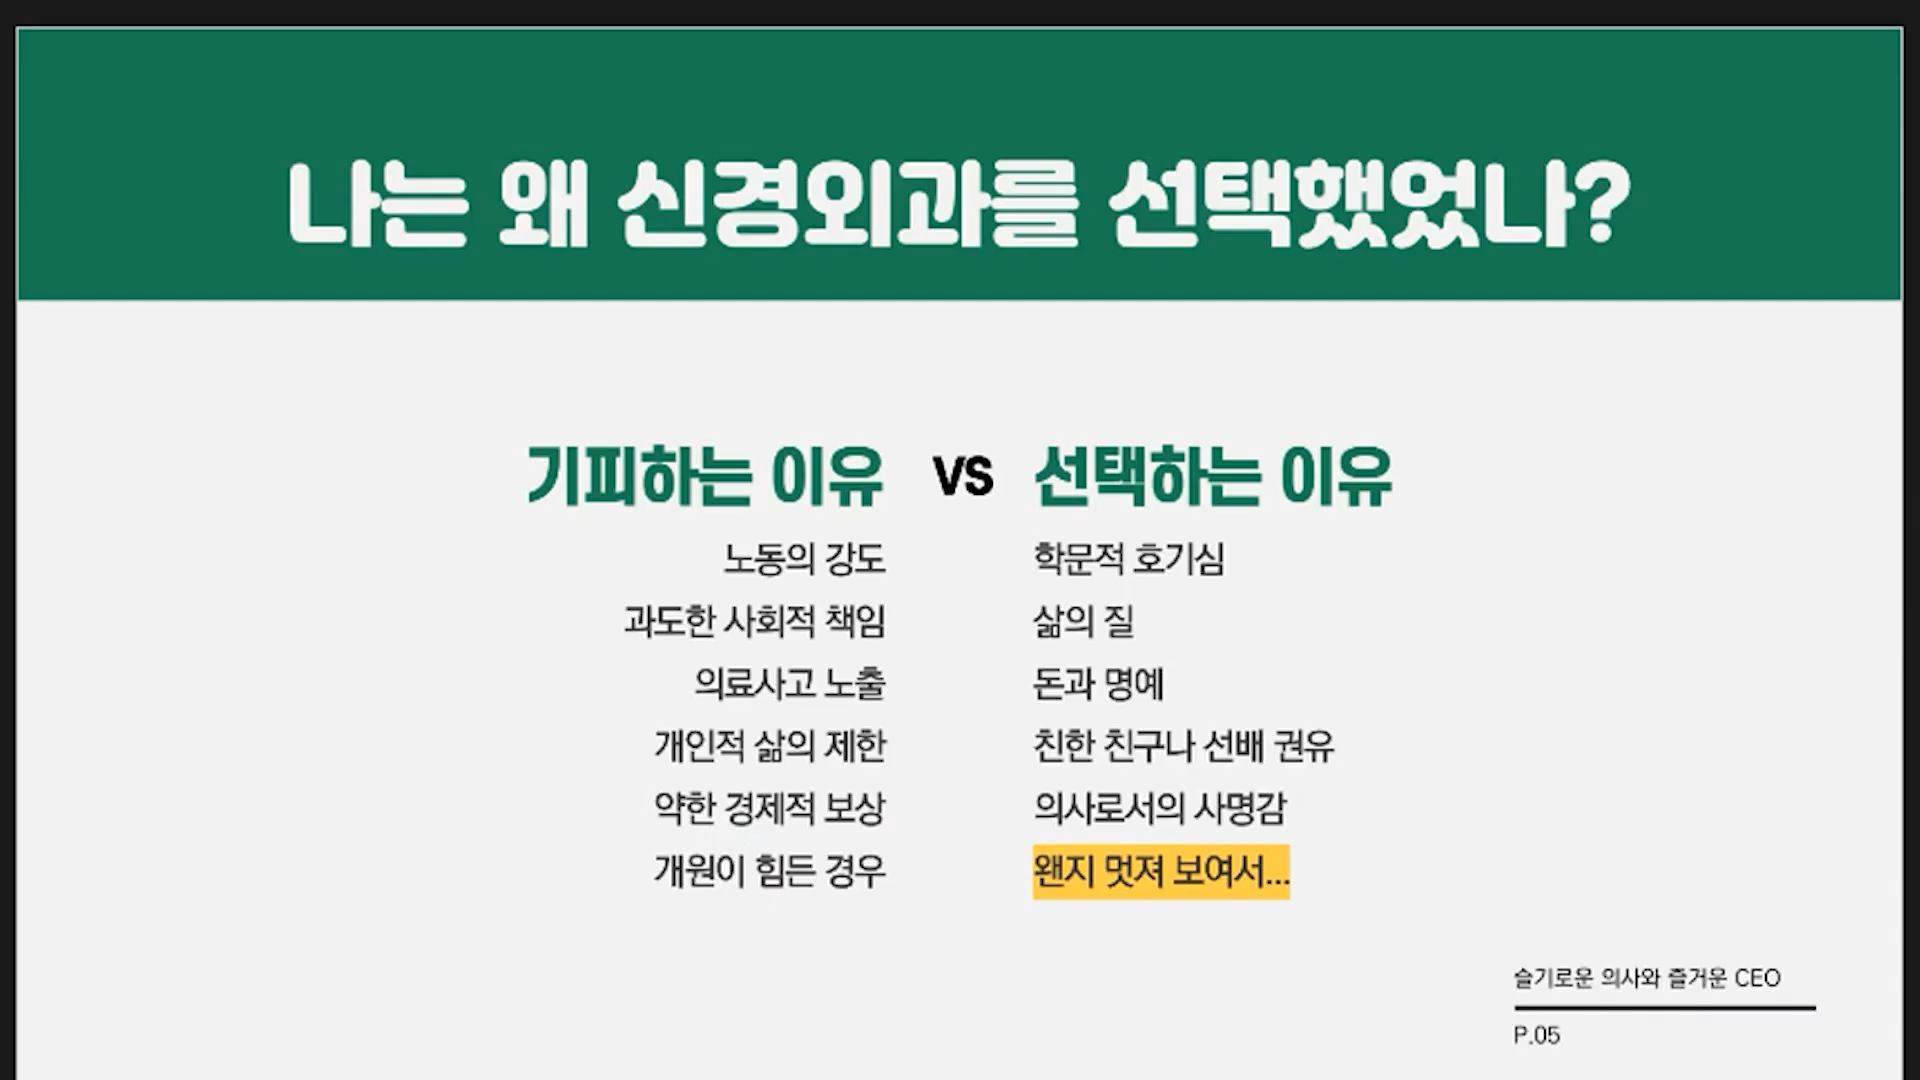 나는 왜 신경외과를 선택했었나?
기피하는 이유 VS 선택하는 이유
노동의 강도
과도한 사회적 책임
의료사고 노출
개인적 삶의 제한
약한 경제적 보상
개원이 힘든 경우
학문적 호기심
삶의 질
돈과 명예
친한 친구나 선배 권유
의사로서의 사명감
왠지 멋져 보여서...
슬기로운 의사와 즐거운 CEO
P.05